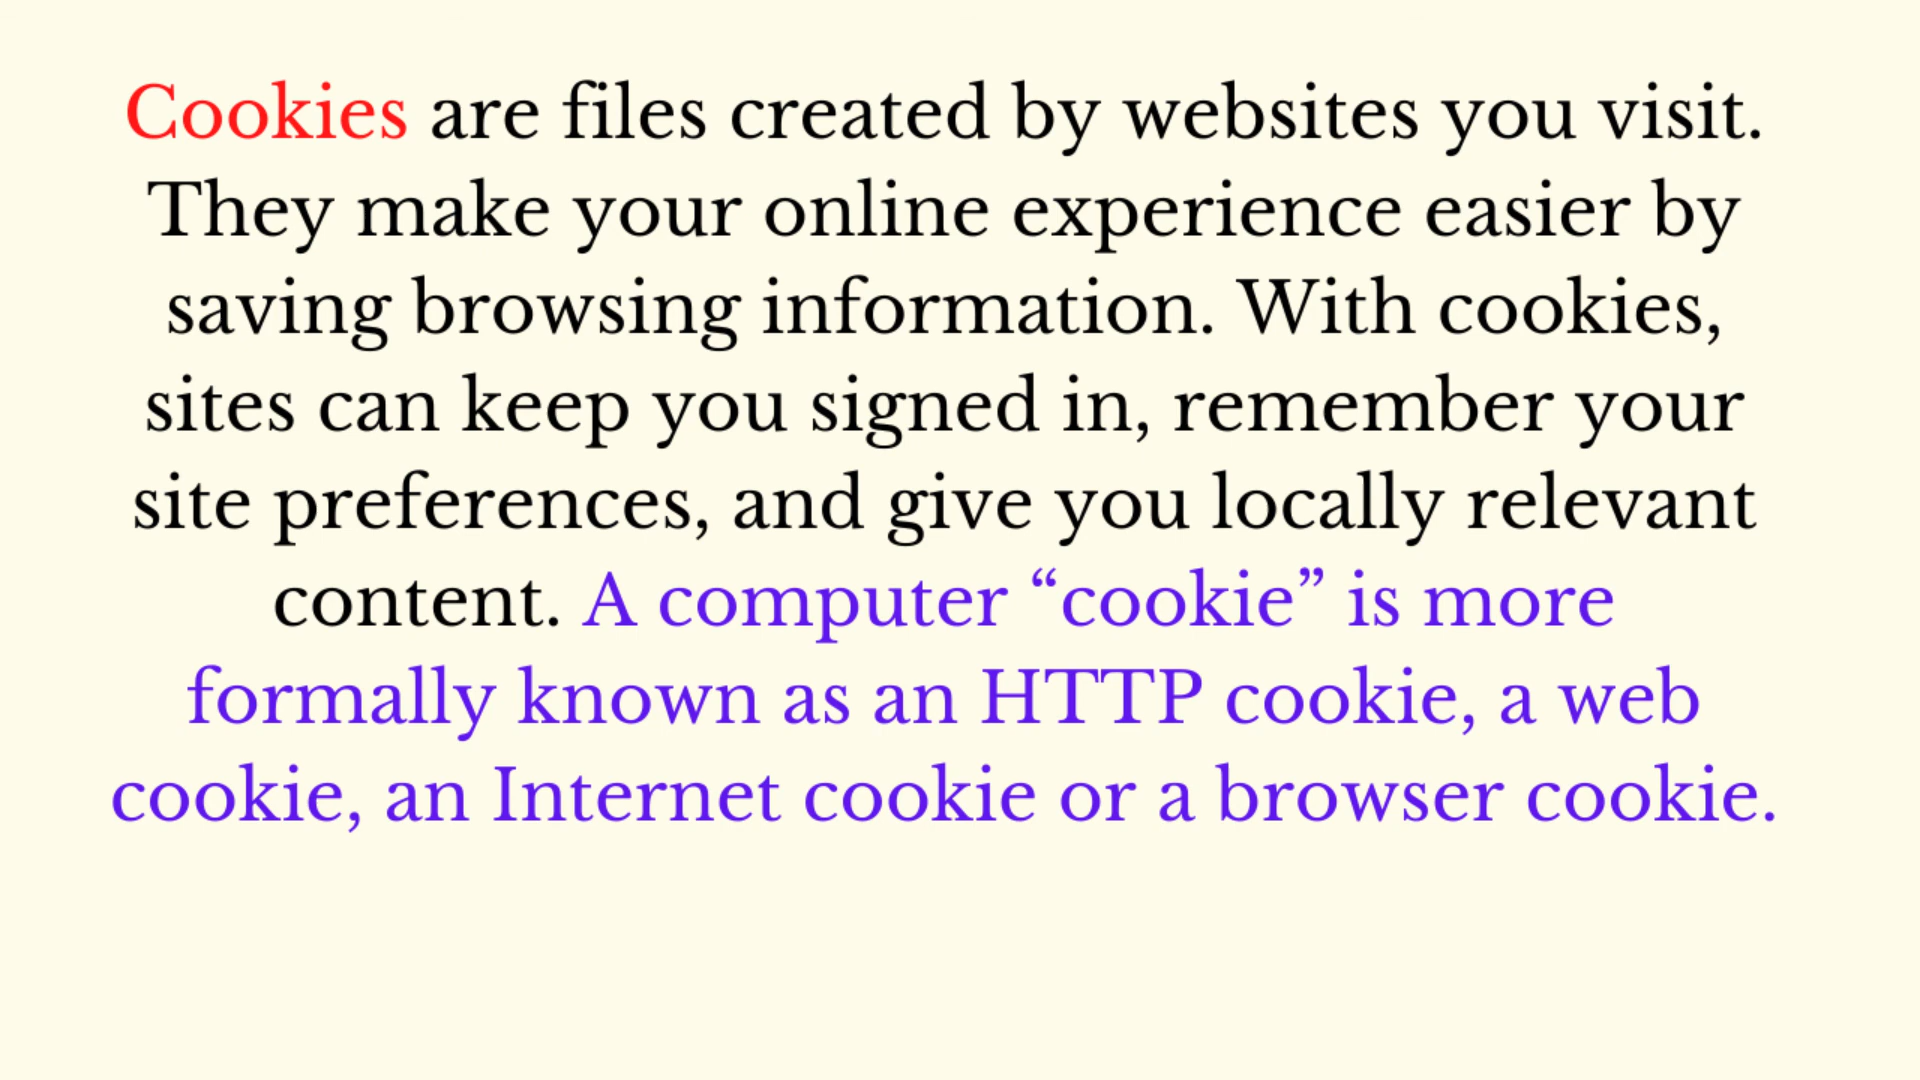 Cookies are files created by websites you visit.
They make your online experience easier by
saving browsing information. With cookies,
sites can keep you signed in, remember your
site preferences, and give you locally relevant
content. A computer “cookie” is more
formally known as an HTTP cookie, a web
cookie, an Internet cookie or a browser cookie.